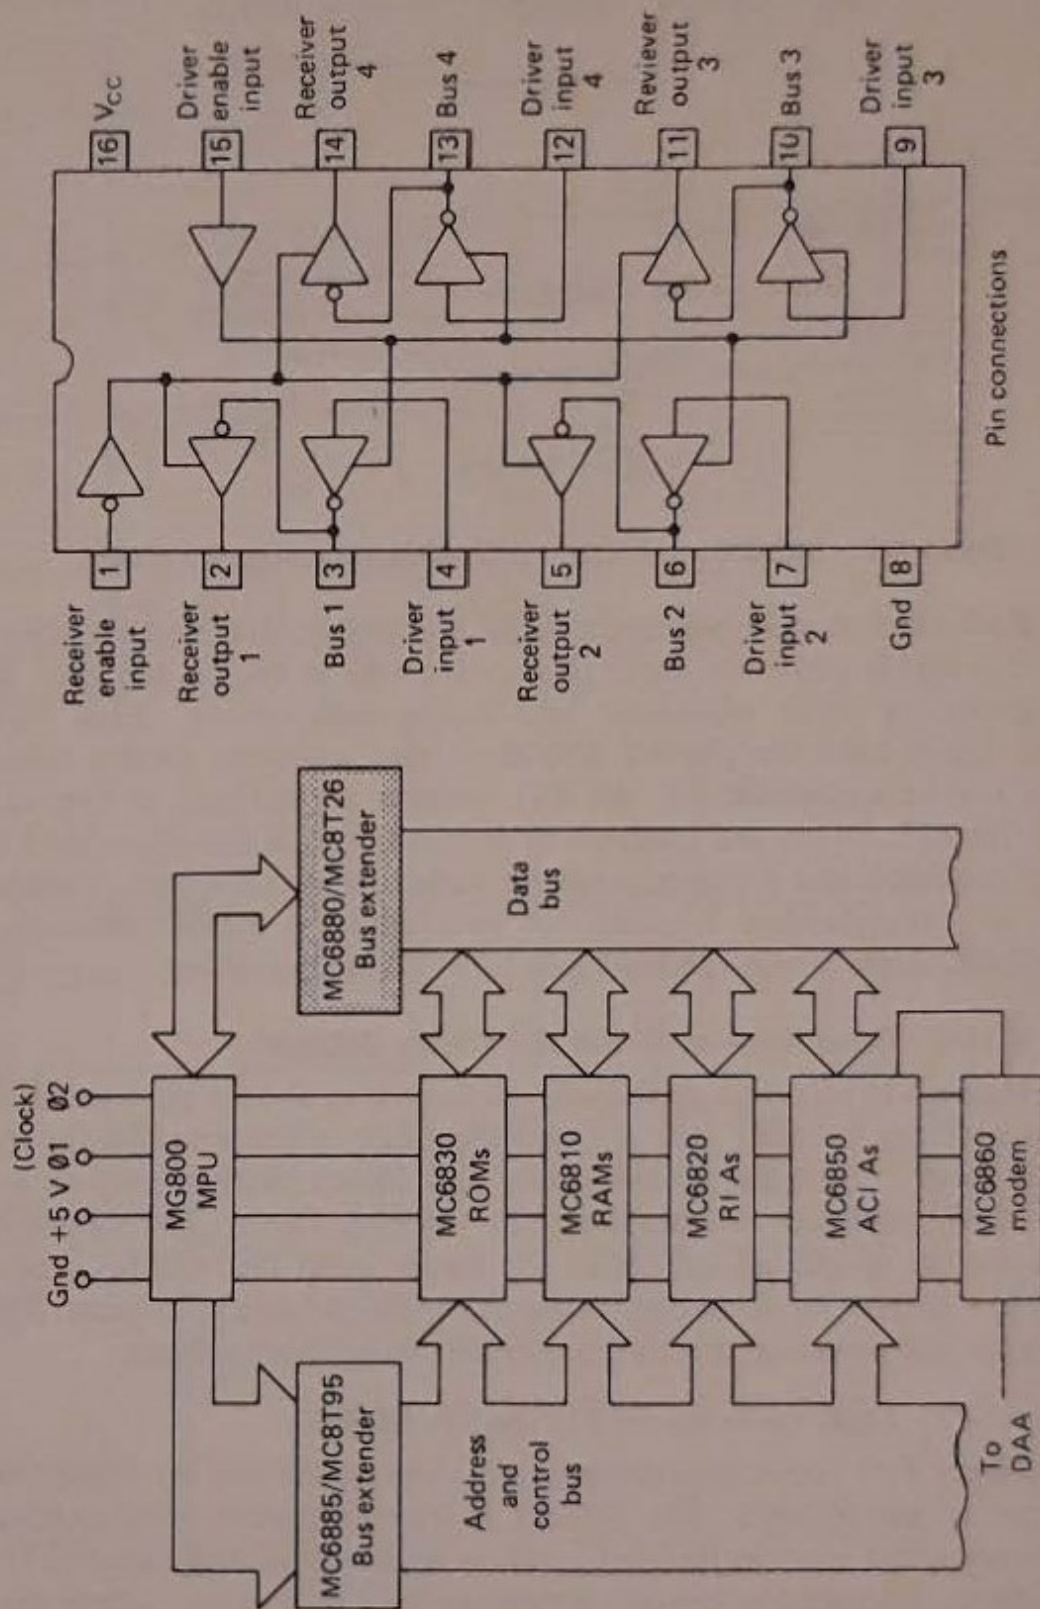 (Clock)
Gnd +5 V Ø1 Ø2
MG800
MPU
MC6885/MC8T95
Bus extender
MC6880/MC8T26
Bus extender
Address
and
control
bus
Data
bus
MC6830
ROMs
MC6810
RAMs
MC6820
RI As
MC6850
ACI As
MC6860
modem
To
DAA
Receiver
enable
input
1
Receiver
output
1
2
Bus 1
3
Driver
input
1
4
Receiver
output
2
5
Bus 2
6
Driver
input
2
7
Gnd
8
16
VCC
15
Driver
enable
input
14
Receiver
output
4
13
Bus 4
12
Driver
input
4
11
Reviever
output
3
10
Bus 3
9
Driver
input
3
Pin connections